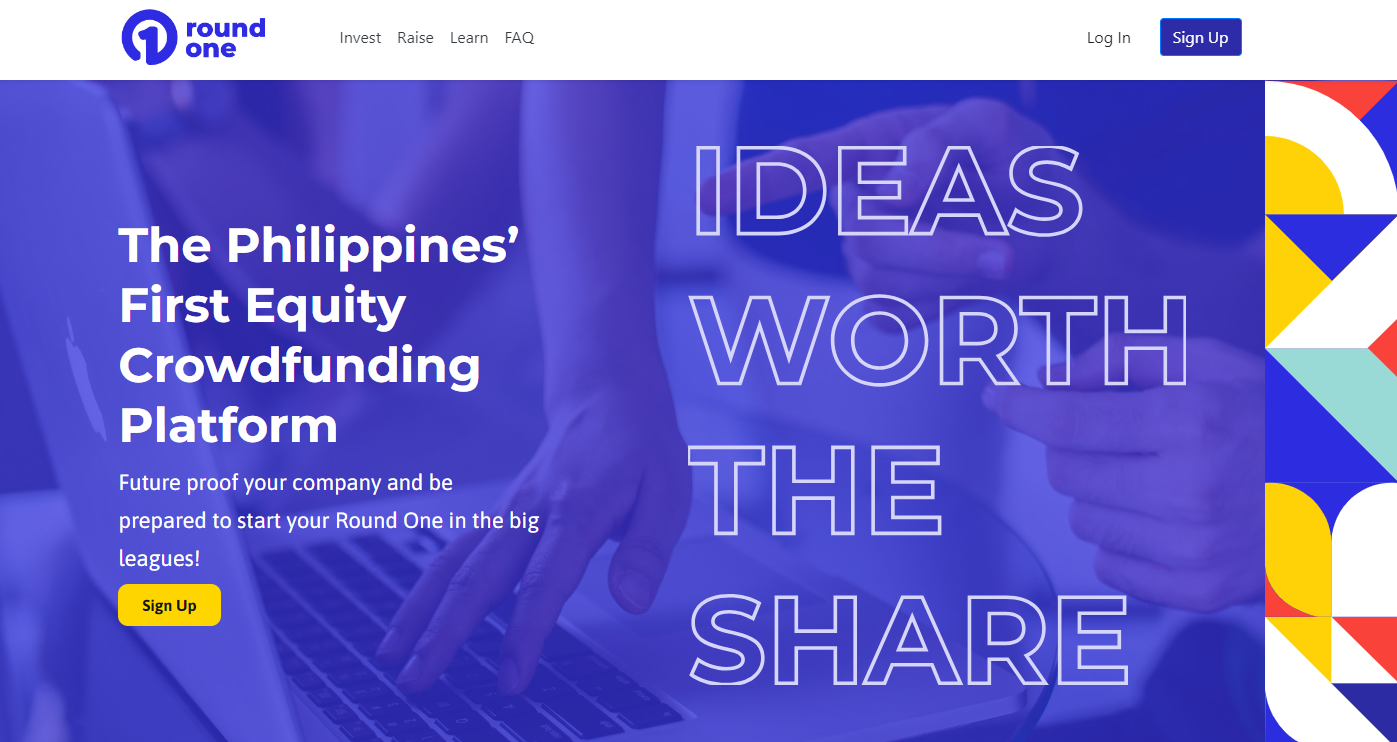 round
one
Invest Raise Learn FAQ
Log In Sign Up
The Philippines’
First Equity
Crowdfunding
Platform
Future proof your company and be
prepared to start your Round One in the big
leagues!
Sign Up
IDEAS
WORTH
THE
SHARE